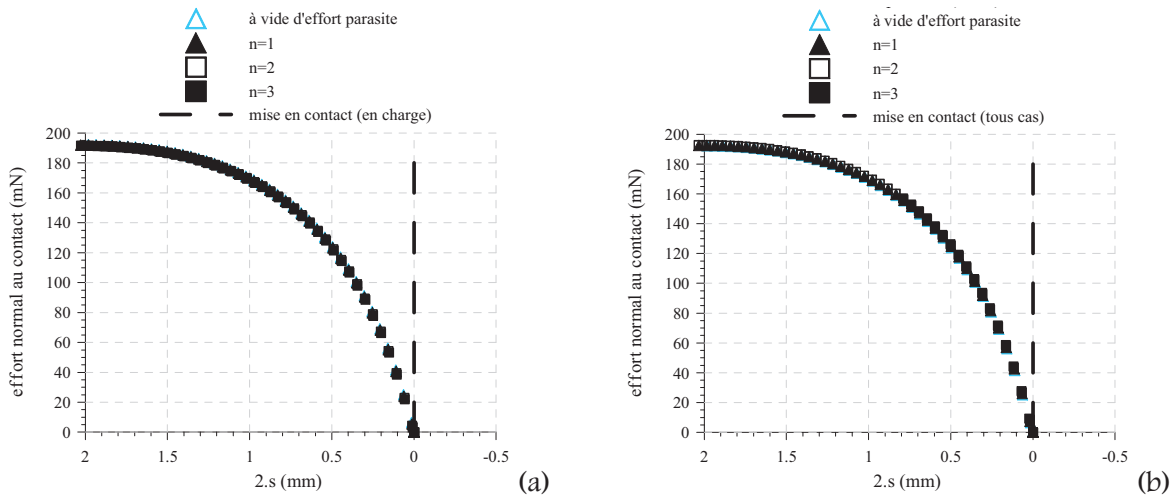 à vide d'effort parasite
n=1
n=2
n=3
mise en contact (en charge)
200
180
160
140
120
100
80
60
40
20
0
effort normal au contact (mN)
2
1.5
1
0.5
0
-0.5
2.s (mm)
(a)
à vide d'effort parasite
n=1
n=2
n=3
mise en contact (tous cas)
200
180
160
140
120
100
80
60
40
20
0
effort normal au contact (mN)
2
1.5
1
0.5
0
-0.5
2.s (mm)
(b)